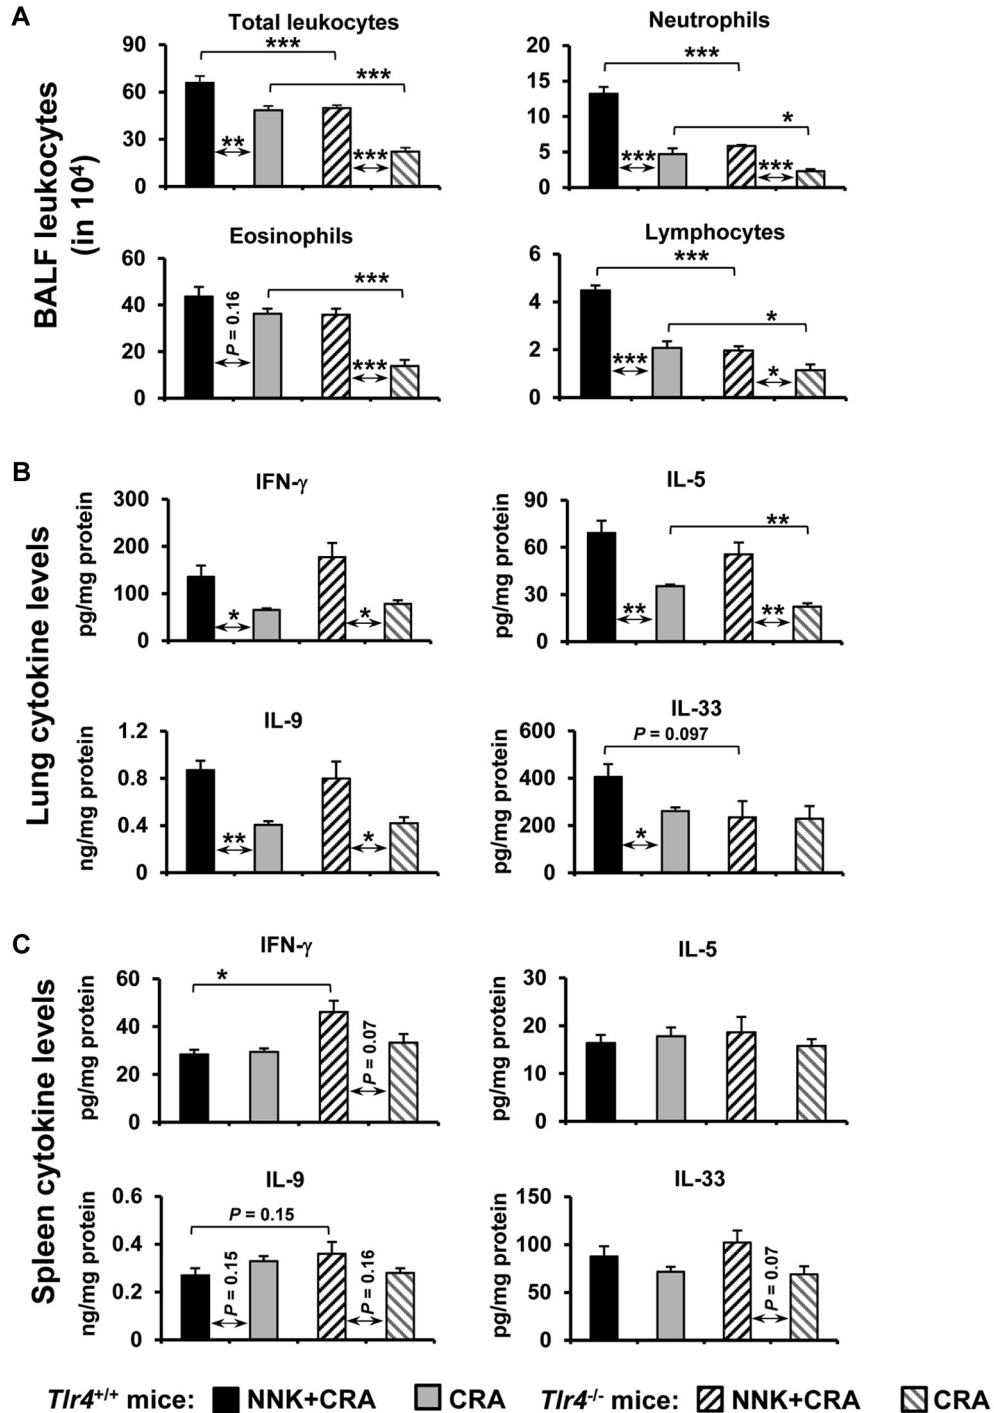 A
BALF leukocytes
(in 10⁴)
Total leukocytes
90
60
30
0
***
***
**
***
Neutrophils
20
15
10
5
0
***
*
***
***
Eosinophils
60
40
20
0
***
P = 0.16
***
Lymphocytes
6
4
2
0
***
*
***
*
B
Lung cytokine levels
IFN-γ
pg/mg protein
300
200
100
0
*
*
IL-5
pg/mg protein
90
60
30
0
**
**
**
IL-9
ng/mg protein
1.2
0.8
0.4
0
**
*
IL-33
pg/mg protein
600
400
200
0
P = 0.097
*
C
Spleen cytokine levels
IFN-γ
pg/mg protein
60
40
20
0
*
P = 0.07
IL-5
pg/mg protein
30
20
10
0
IL-9
ng/mg protein
0.6
0.4
0.2
0
P = 0.15
P = 0.15
P = 0.16
IL-33
pg/mg protein
150
100
50
0
P = 0.07
Tlr4⁺/⁺ mice: NNK+CRA CRA Tlr4⁻/⁻ mice: NNK+CRA CRA